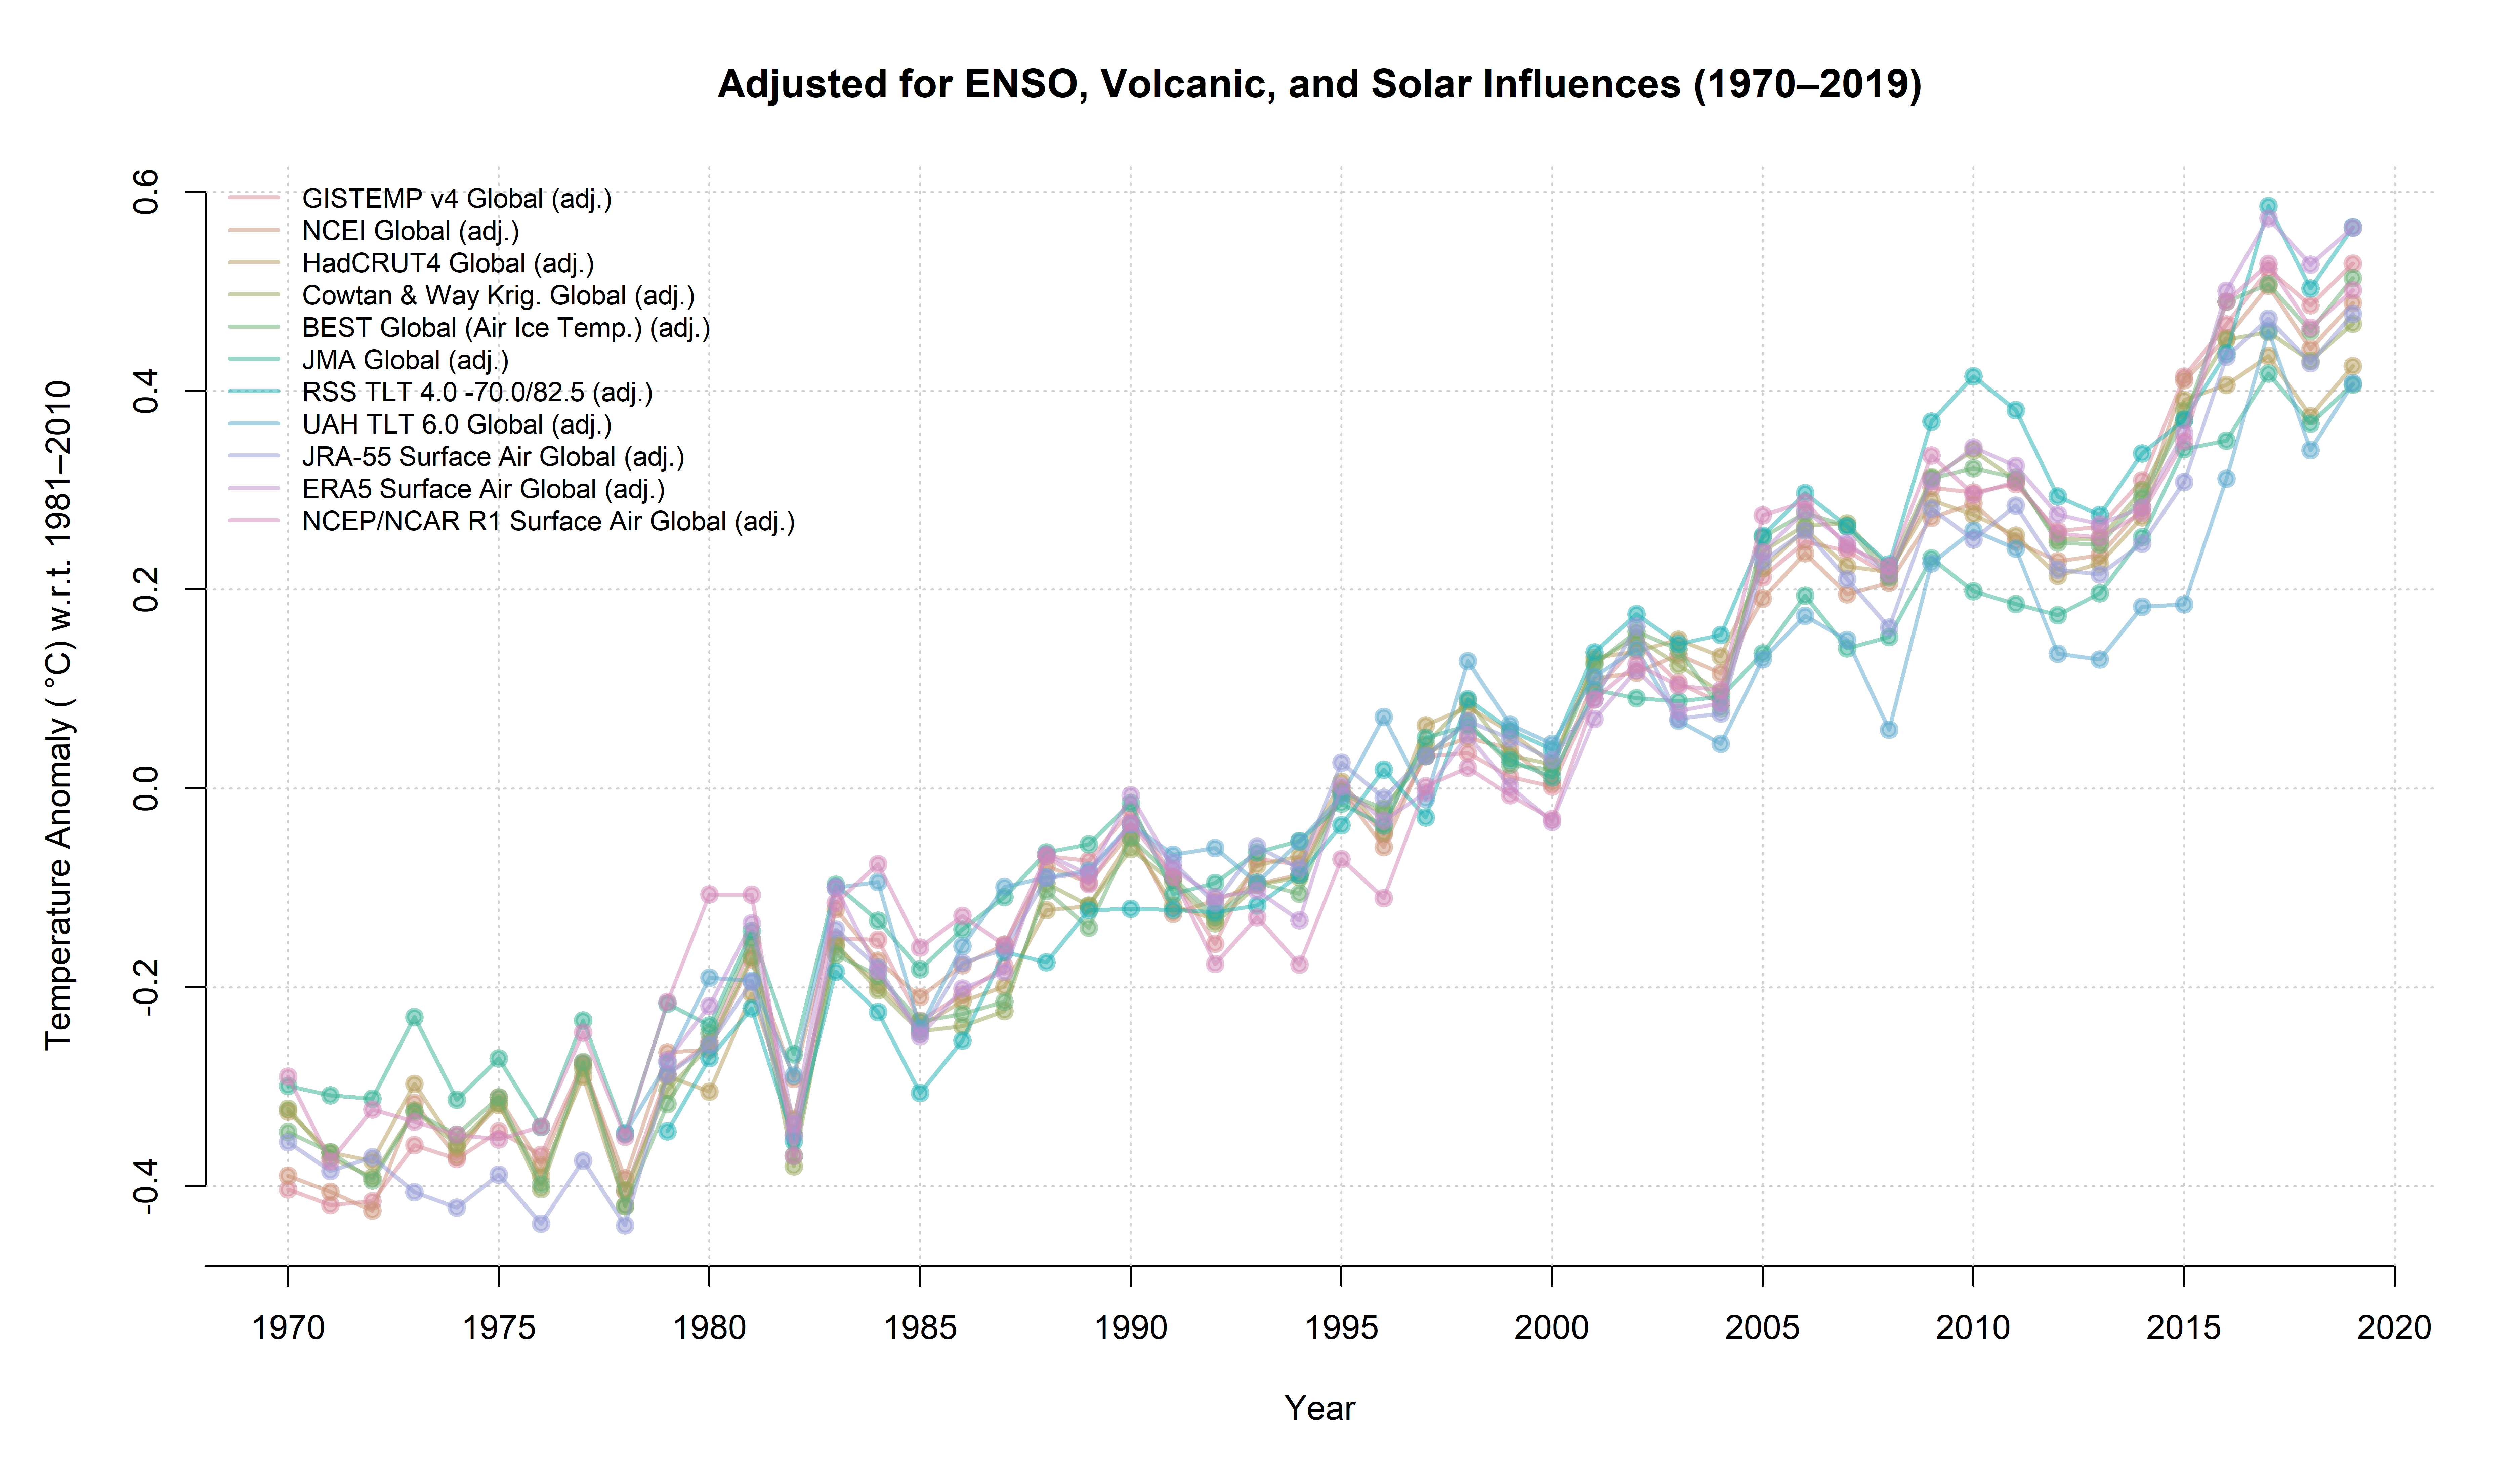 Adjusted for ENSO, Volcanic, and Solar Influences (1970–2019)
Temperature Anomaly ( °C) w.r.t. 1981–2010
0.6
0.4
0.2
0.0
-0.2
-0.4
GISTEMP v4 Global (adj.)
NCEI Global (adj.)
HadCRUT4 Global (adj.)
Cowtan & Way Krig. Global (adj.)
BEST Global (Air Ice Temp.) (adj.)
JMA Global (adj.)
RSS TLT 4.0 -70.0/82.5 (adj.)
UAH TLT 6.0 Global (adj.)
JRA-55 Surface Air Global (adj.)
ERA5 Surface Air Global (adj.)
NCEP/NCAR R1 Surface Air Global (adj.)
1970 1975 1980 1985 1990 1995 2000 2005 2010 2015 2020
Year